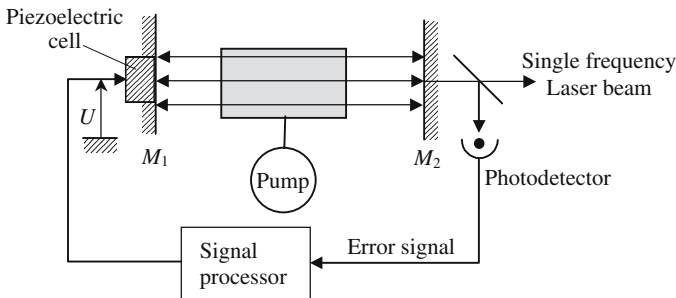 Piezoelectric
cell
U
M1
M2
Pump
Single frequency
Laser beam
Photodetector
Signal
processor
Error signal